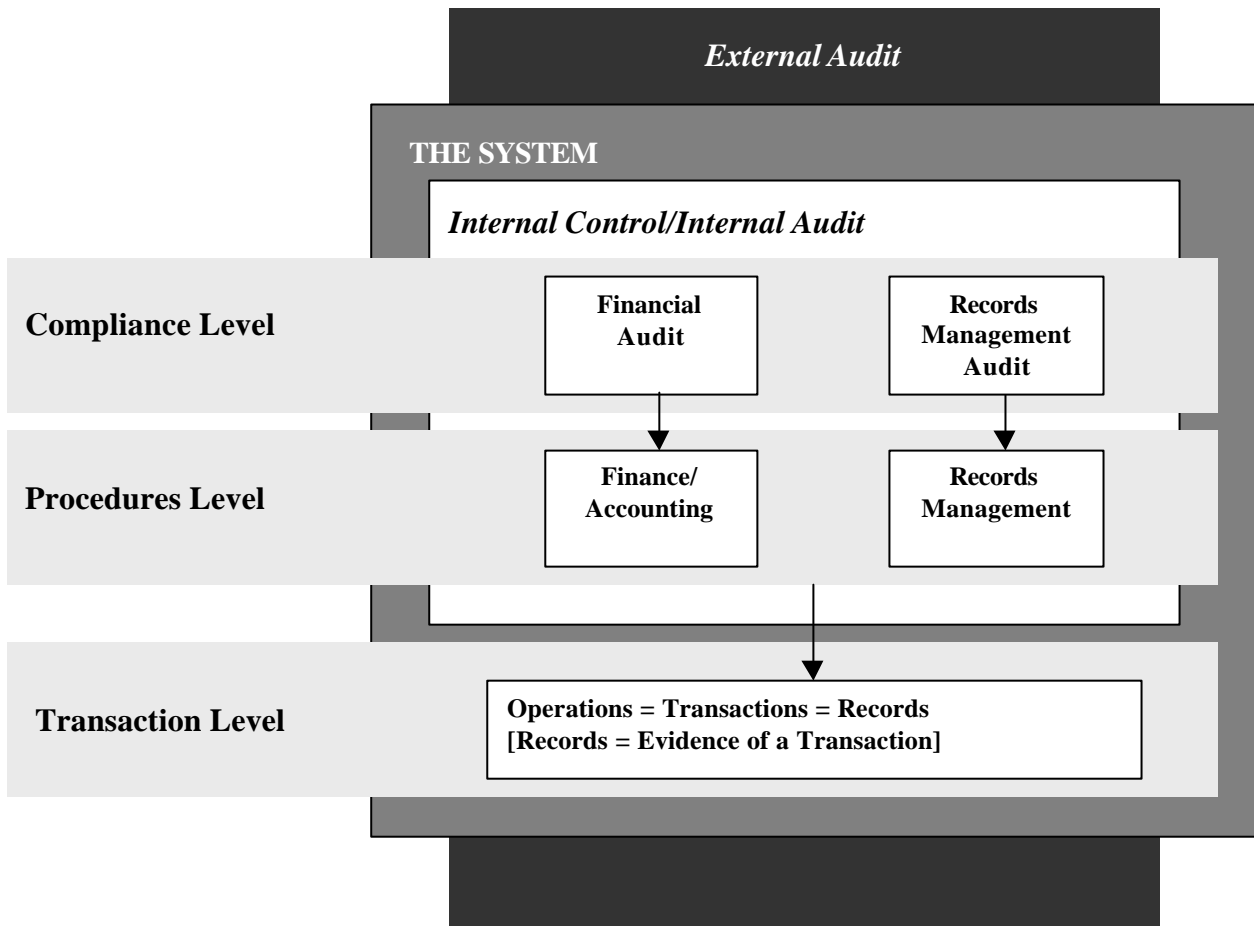 External Audit
THE SYSTEM
Internal Control/Internal Audit
Compliance Level
Financial
Audit
Records
Management
Audit
Procedures Level
Finance/
Accounting
Records
Management
Transaction Level
Operations = Transactions = Records
[Records = Evidence of a Transaction]